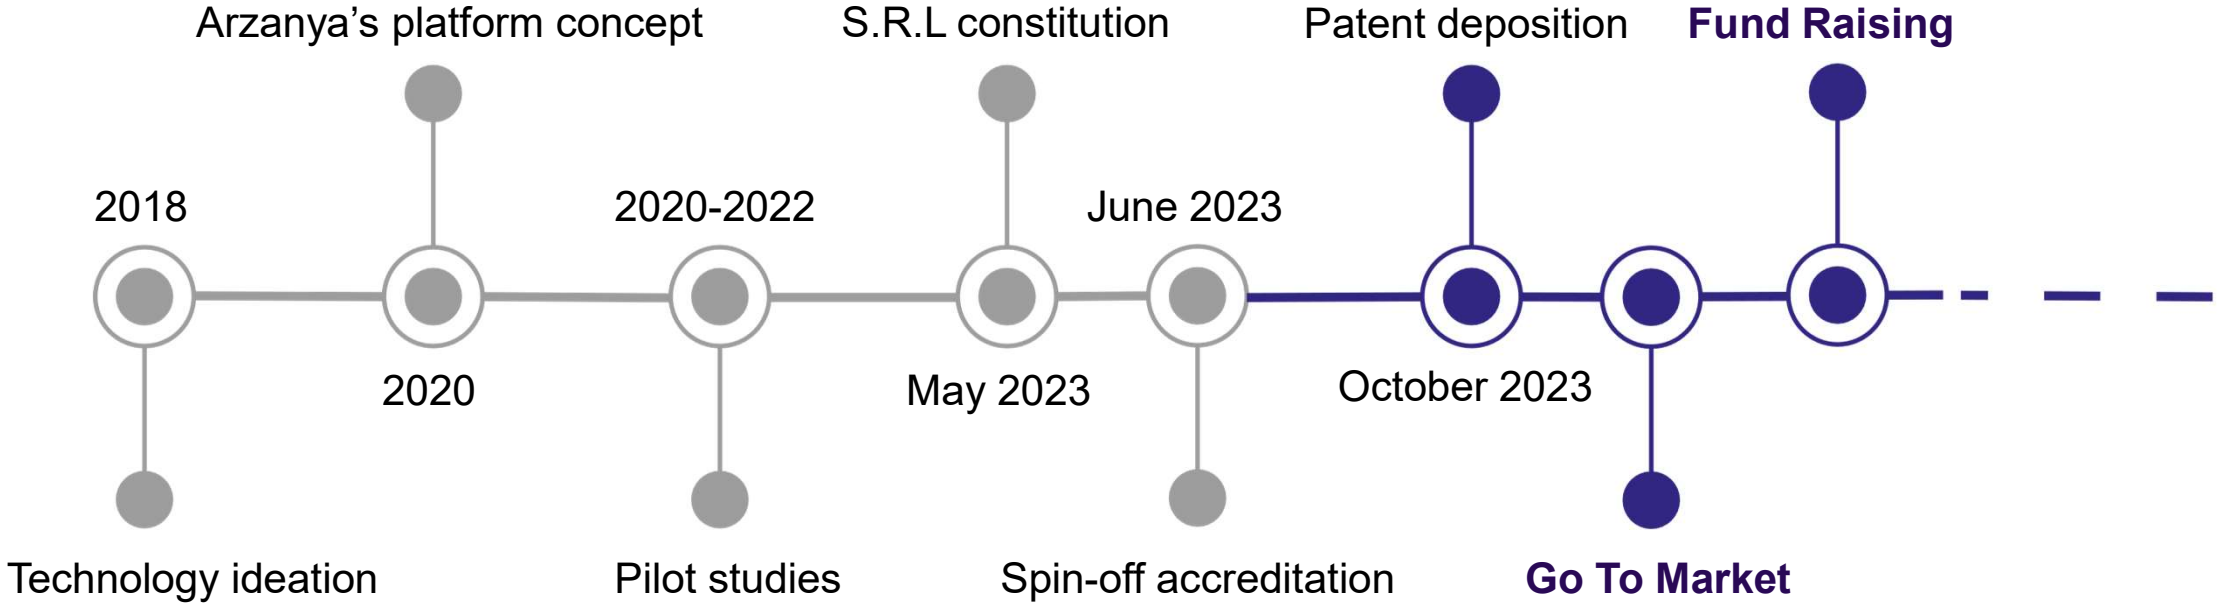 Arzanya’s platform concept
S.R.L constitution
Patent deposition
Fund Raising
2018
2020-2022
June 2023
2020
May 2023
October 2023
Technology ideation
Pilot studies
Spin-off accreditation
Go To Market